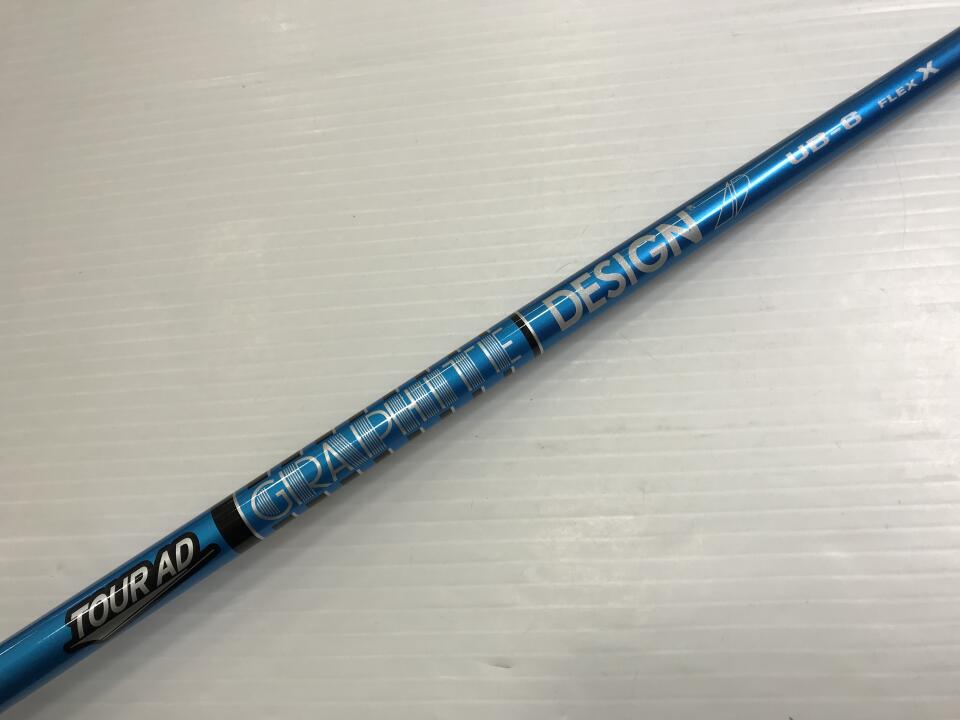 TOUR AD
GRAPHITE
DESIGN
UB-6 FLEX X